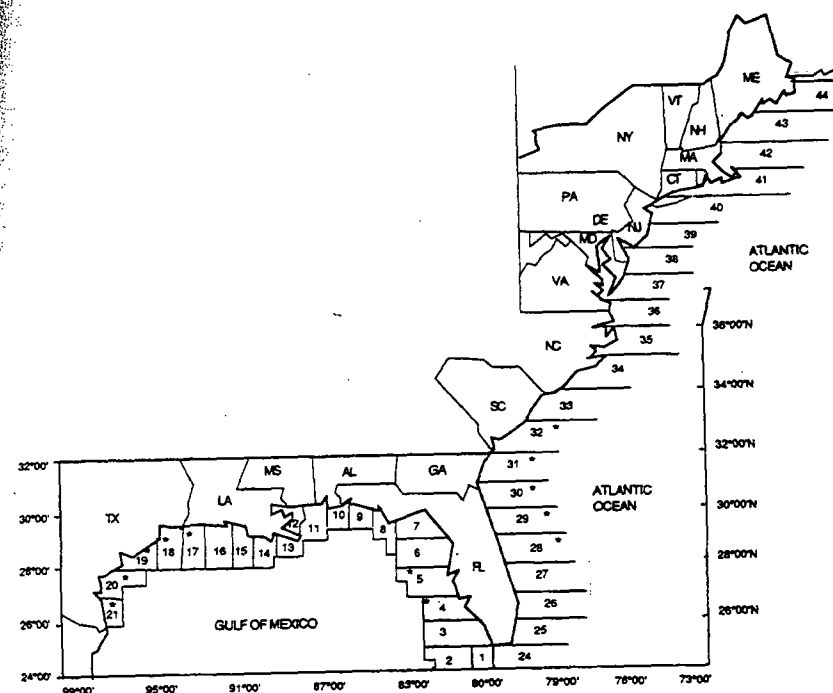 ME
44
VT
43
NY
NH
42
MA
CT
41
PA
40
DE
NJ
39
MD
ATLANTIC
OCEAN
38
VA
37
36
36°00'N
NC
35
34
34°00'N
SC
33
32 *
32°00'
MS
AL
GA
31 *
32°00'N
LA
30 *
ATLANTIC
OCEAN
TX
30°00'
12
11
10
9
8
7
29 *
30°00'N
19 *
18 *
17 *
16
15
14
13
6
FL
28 *
28°00'
20 *
5 *
27
28°00'N
21 *
4 *
26
26°00'
GULF OF MEXICO
3
25
26°00'N
2
1
24
24°00'
99°00'
95°00'
91°00'
87°00'
83°00'
80°00'
79°00'
76°00'
73°00'